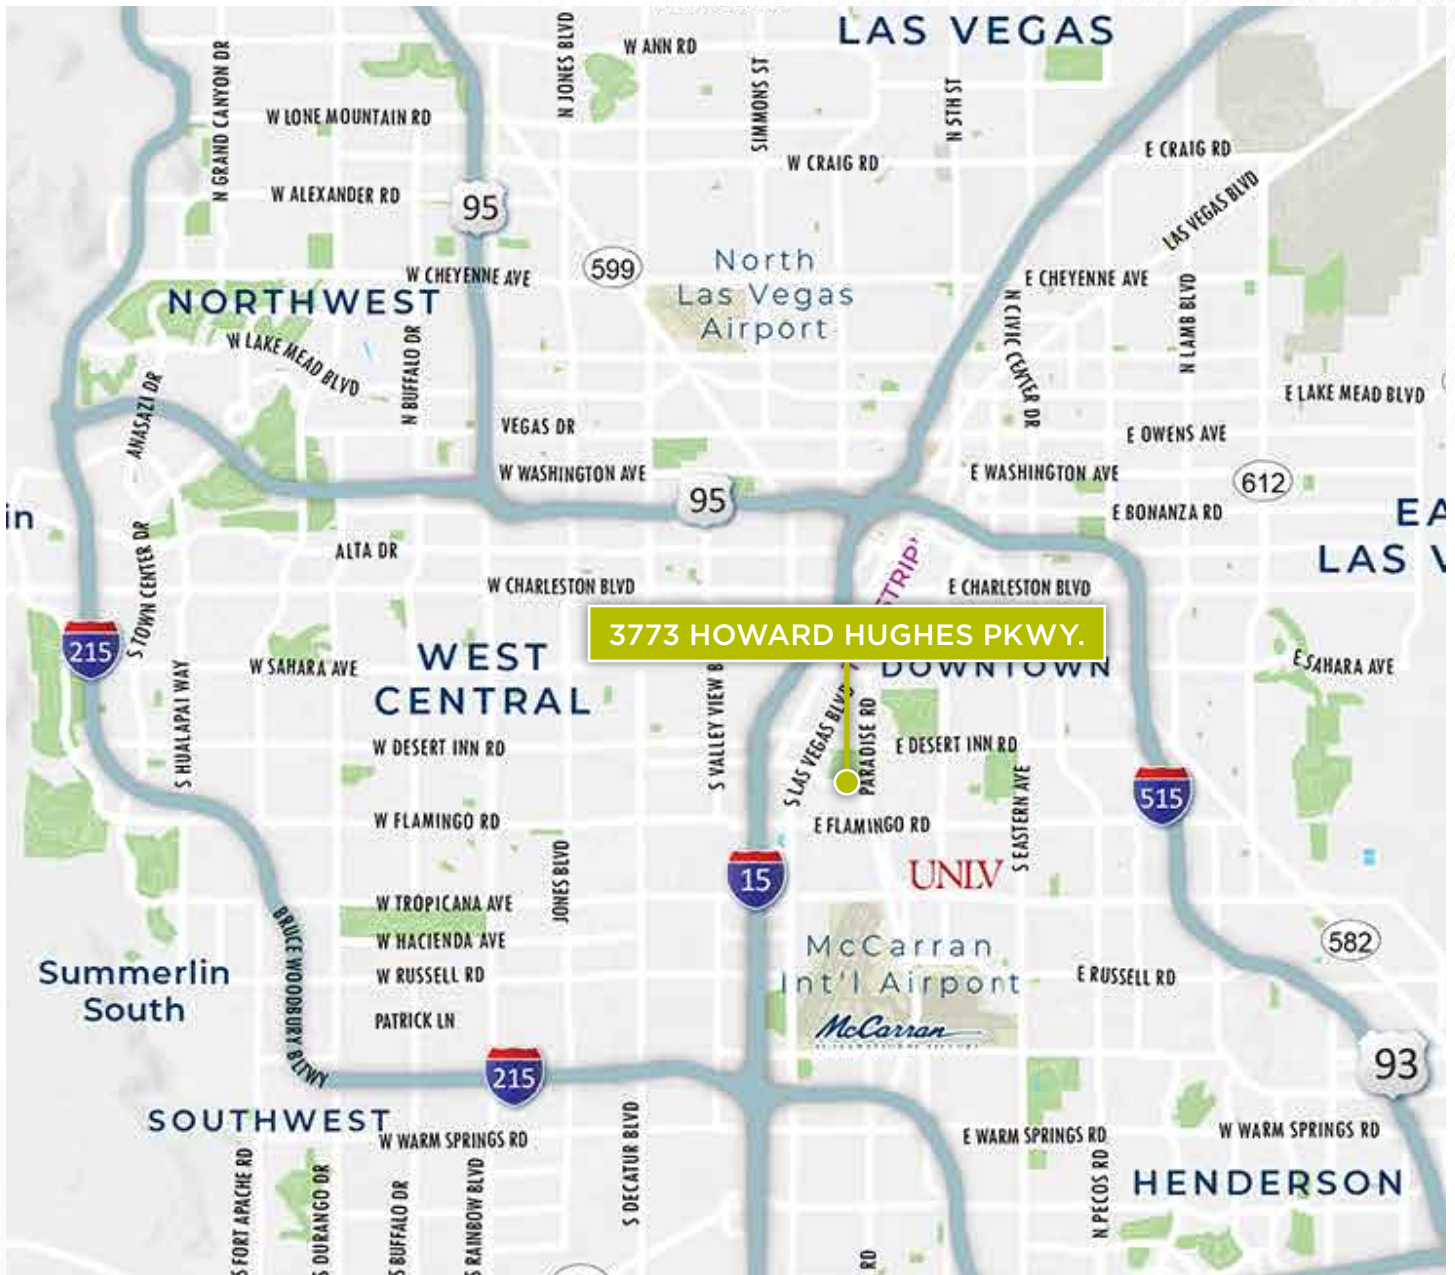 LAS VEGAS
W ANN RD
N JONES BLVD
N GRAND CANYON DR
SIMMONS ST
N 5TH ST
W LONE MOUNTAIN RD
W CRAIG RD
E CRAIG RD
W ALEXANDER RD
95
LAS VEGAS BLVD
599
North
Las Vegas
Airport
W CHEYENNE AVE
E CHEYENNE AVE
NORTHWEST
N CIVIC CENTER DR
N LAMB BLVD
W LAKE MEAD BLVD
N BUFFALO DR
ANASAZI DR
E LAKE MEAD BLVD
VEGAS DR
E OWENS AVE
W WASHINGTON AVE
E WASHINGTON AVE
612
95
E BONANZA RD
in
EA
LAS V
S TOWN CENTER DR
ALTA DR
STRIP
W CHARLESTON BLVD
E CHARLESTON BLVD
3773 HOWARD HUGHES PKWY.
215
WEST
CENTRAL
W SAHARA AVE
DOWNTOWN
E SAHARA AVE
S HUALAPAI WAY
S VALLEY VIEW B
S LAS VEGAS BLVD
PARADISE RD
W DESERT INN RD
E DESERT INN RD
S EASTERN AVE
515
W FLAMINGO RD
E FLAMINGO RD
JONES BLVD
15
UNLV
W TROPICANA AVE
BRUCE WOODBURY BLTWY
W HACIENDA AVE
582
McCarran
Int'l Airport
Summerlin
South
W RUSSELL RD
E RUSSELL RD
PATRICK LN
McCarran
215
93
SOUTHWEST
W WARM SPRINGS RD
S DECATUR BLVD
E WARM SPRINGS RD
W WARM SPRINGS RD
HENDERSON
N PECOS RD
S FORT APACHE RD
S DURANGO DR
S BUFFALO DR
S RAINBOW BLVD
RD